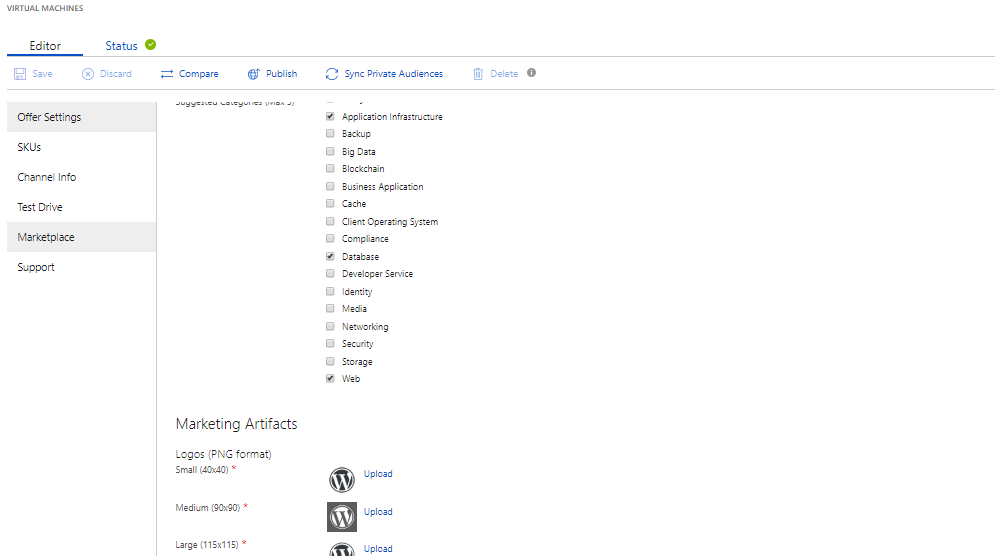 VIRTUAL MACHINES
Editor Status
Save Discard Compare Publish Sync Private Audiences Delete
Offer Settings
SKUs
Channel Info
Test Drive
Marketplace
Support
Suggested Categories (Max 5)
Application Infrastructure
Backup
Big Data
Blockchain
Business Application
Cache
Client Operating System
Compliance
Database
Developer Service
Identity
Media
Networking
Security
Storage
Web
Marketing Artifacts
Logos (PNG format)
Small (40x40) * Upload
Medium (90x90) * Upload
Large (115x115) * Upload